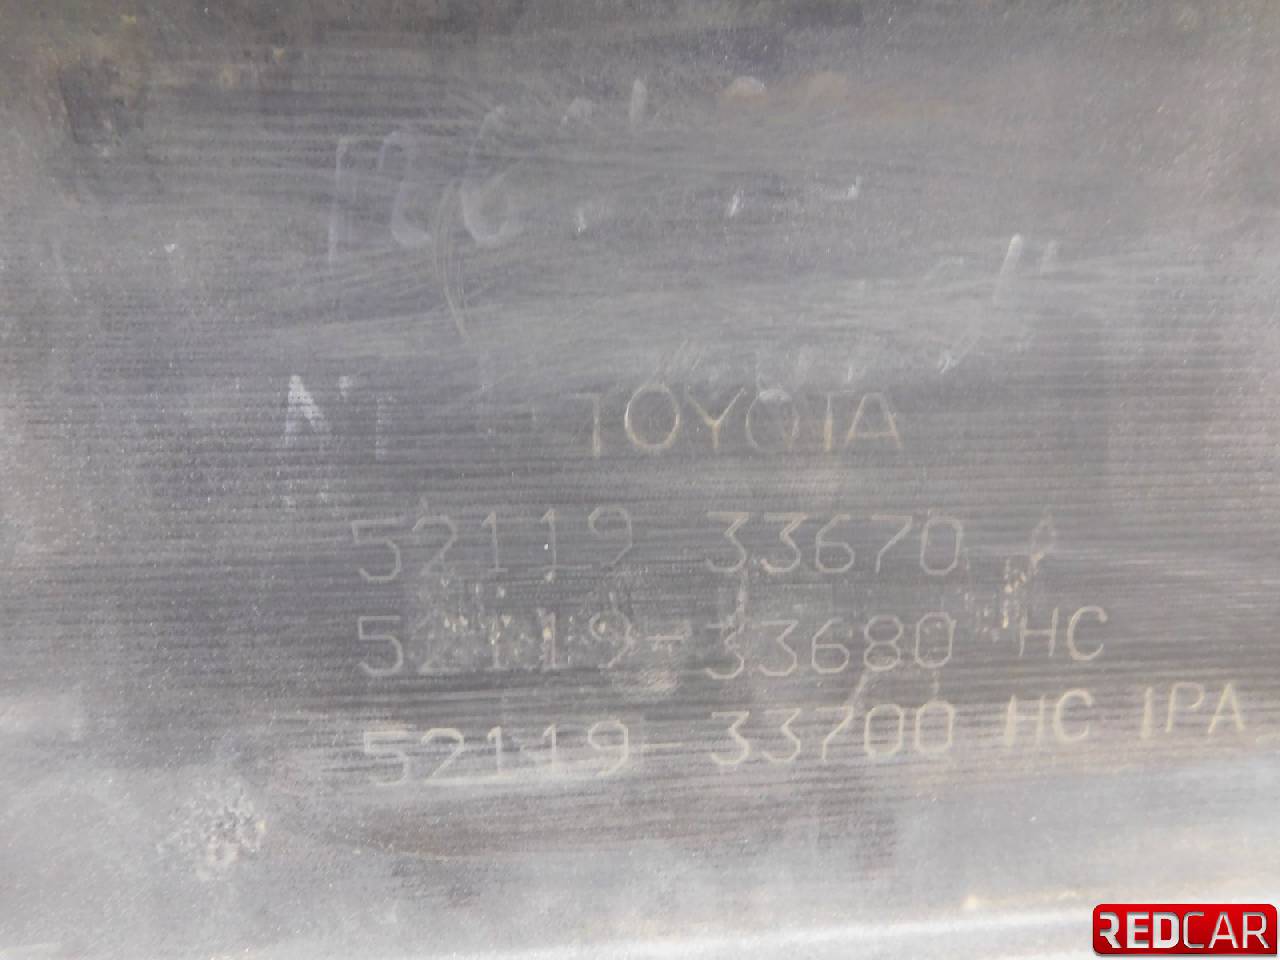 TOYOTA
52119-33670
52119-33680 HC
52119-33700 HC IPA
REDCAR